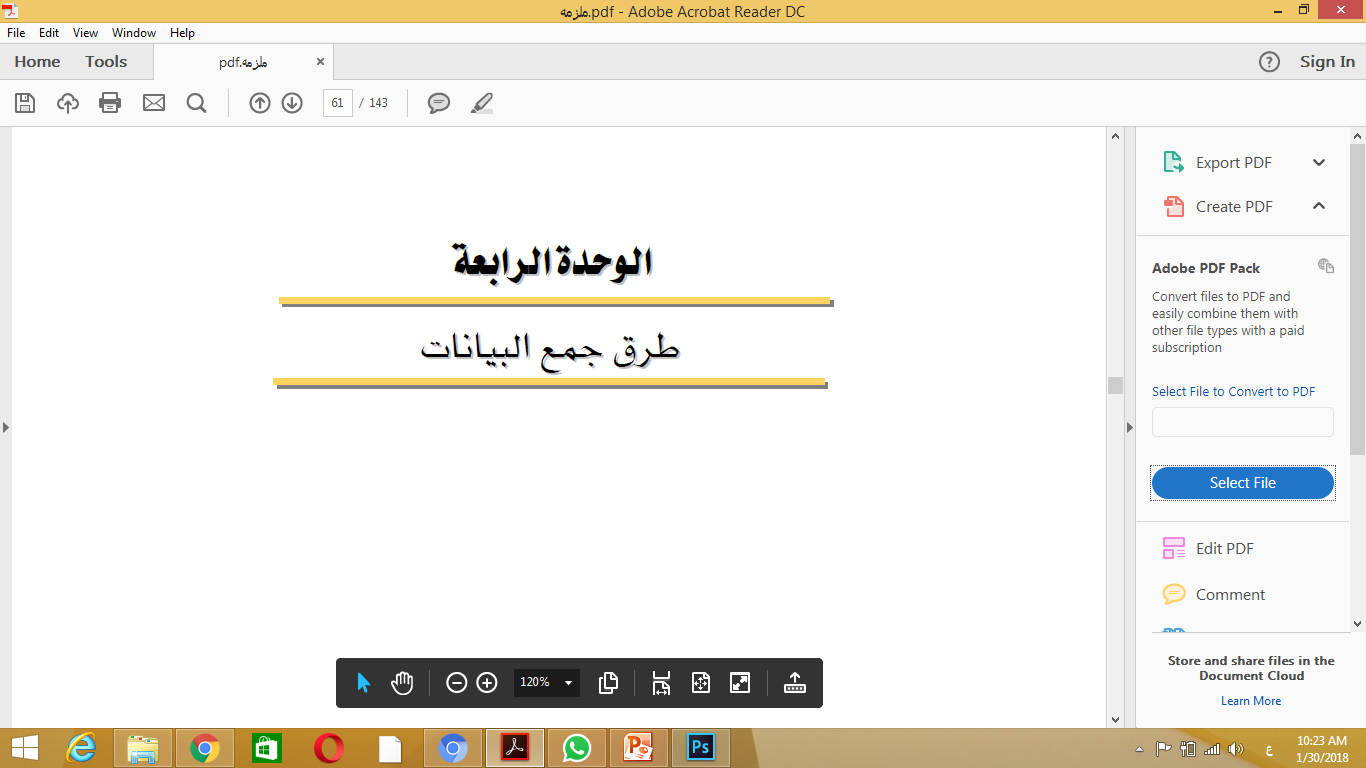 ملزمه.pdf - Adobe Acrobat Reader DC
File Edit View Window Help
Home Tools ملزمه.pdf × ? Sign In
61 / 143
الوحدة الرابعة
طرق جمع البيانات
Export PDF
Create PDF
Adobe PDF Pack
Convert files to PDF and
easily combine them with
other file types with a paid
subscription
Select File to Convert to PDF
Select File
Edit PDF
Comment
Store and share files in the
Document Cloud
Learn More
120%
Ps
ع
10:23 AM
1/30/2018